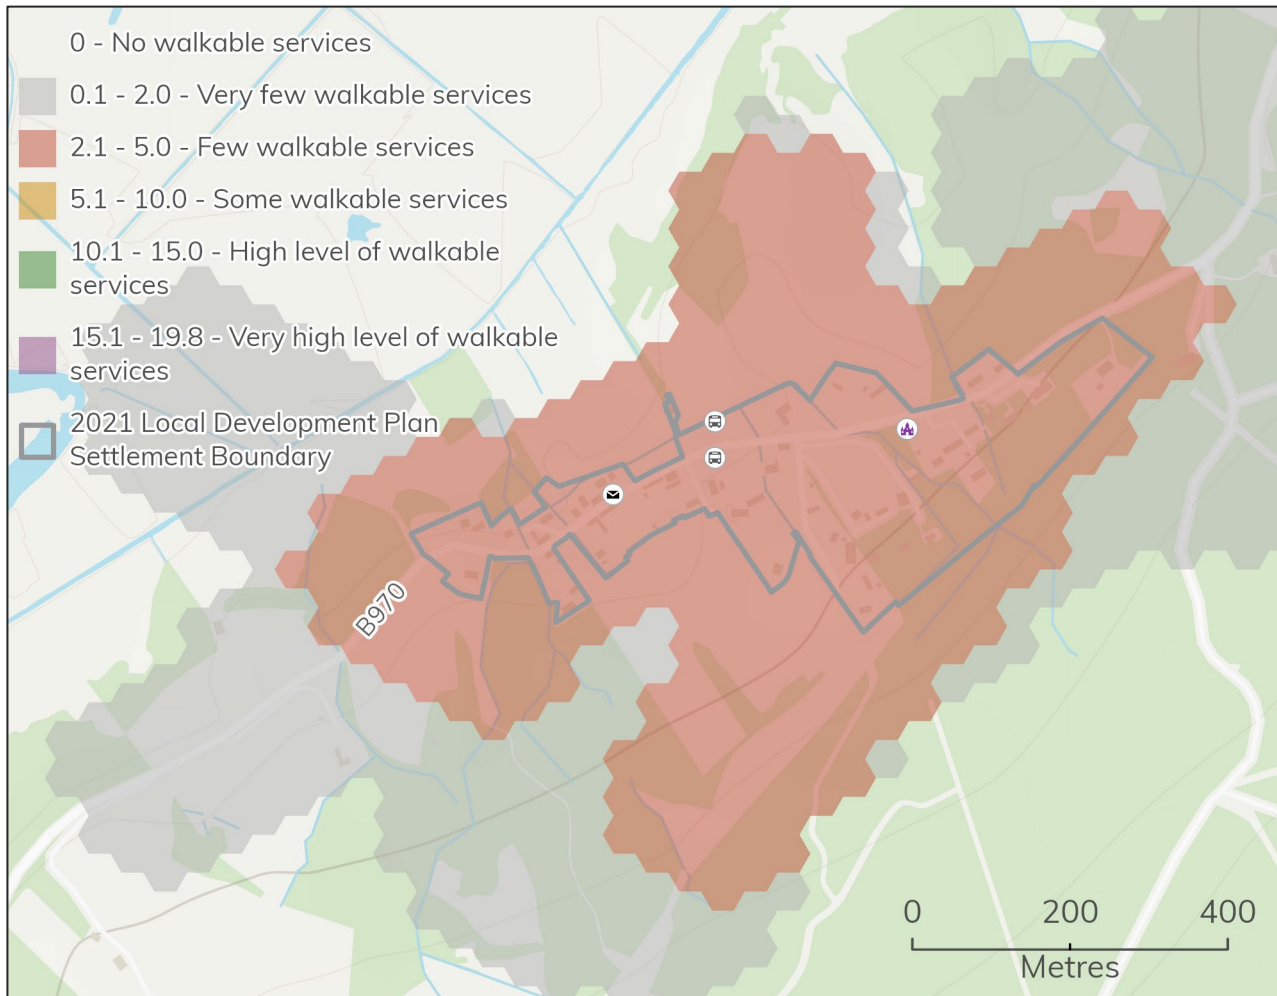 0 - No walkable services
0.1 - 2.0 - Very few walkable services
2.1 - 5.0 - Few walkable services
5.1 - 10.0 - Some walkable services
10.1 - 15.0 - High level of walkable
services
15.1 - 19.8 - Very high level of walkable
services
2021 Local Development Plan
Settlement Boundary
B970
0 200 400
Metres